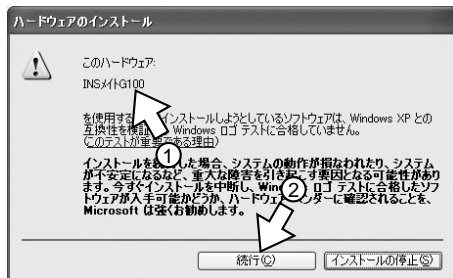 ハードウェアのインストール
このハードウェア:
INSメイトG100
を使用する インストールしようとしているソフトウェアは、Windows XP との
互換性を検証 Windows ロゴ テストに合格していません。
(このテストが重要である理由)
インストールを続 した場合、システムの動作が損なわれたり、システム
が不安定になるなど、重大な障害を引き起こす要因となる可能性があり
ます。今すぐインストールを中断し、Win ロゴ テストに合格したソフ
トウェアが入手可能かどうか、ハードウェア ンダーに確認されることを、
Microsoft は強くお勧めします。
①
②
続行(C)
インストールの停止(S)